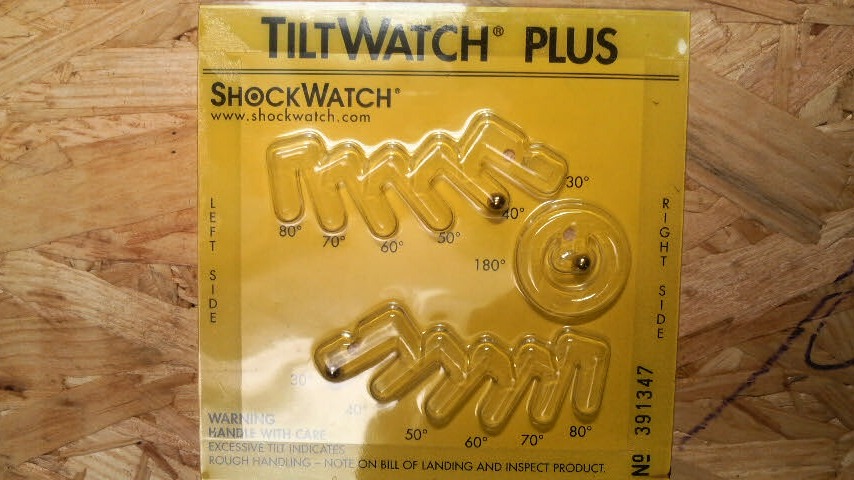 TILTWATCH® PLUS
SHOCKWATCH®
www.shockwatch.com
LEFT SIDE
RIGHT SIDE
30°
40°
50°
60°
70°
80°
180°
30°
40°
50°
60°
70°
80°
WARNING
HANDLE WITH CARE
EXCESSIVE TILT INDICATES
ROUGH HANDLING – NOTE ON BILL OF LANDING AND INSPECT PRODUCT.
Nº 391347